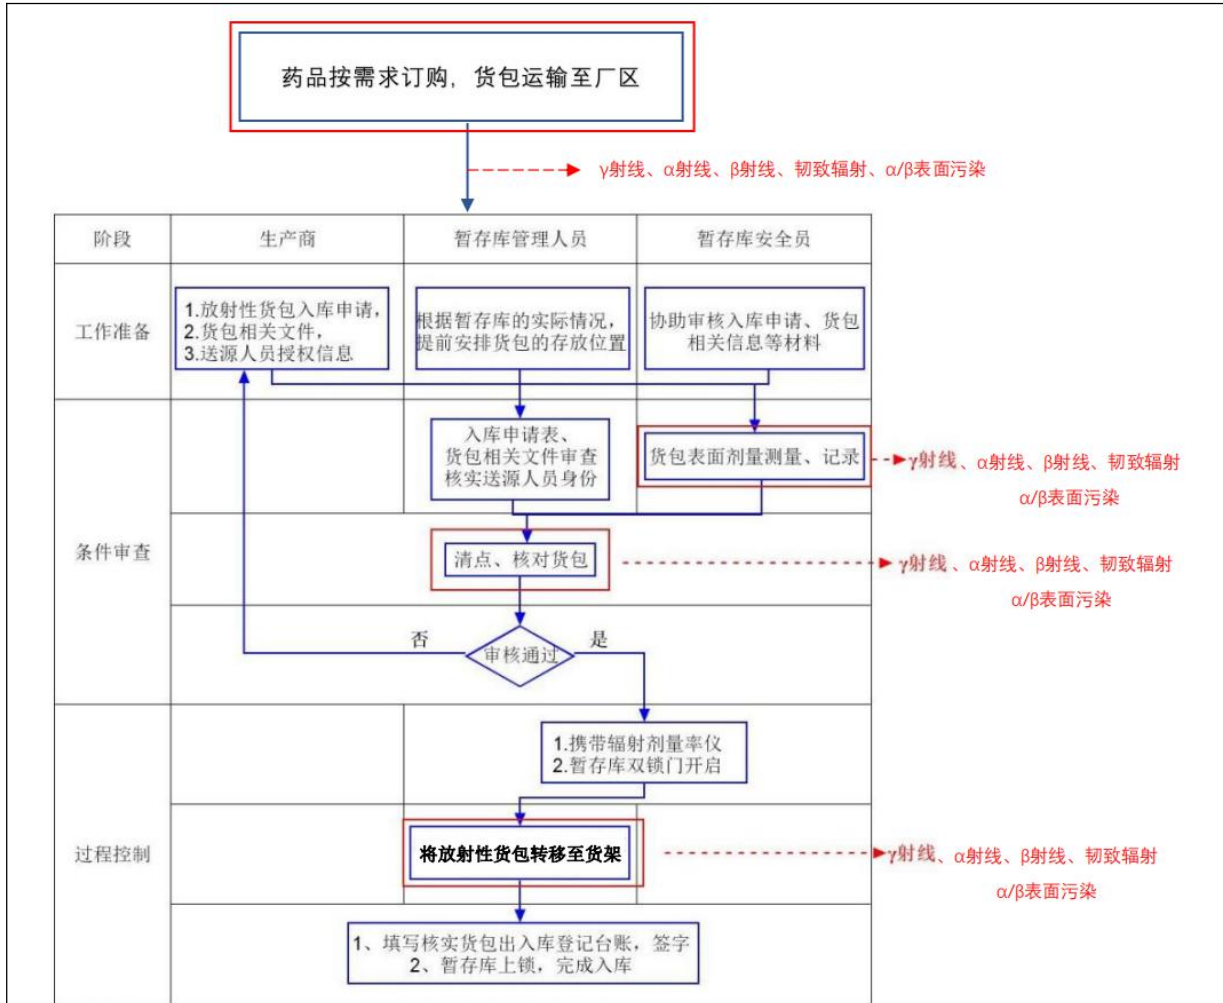 药品按需求订购，货包运输至厂区
γ射线、α射线、β射线、韧致辐射、α/β表面污染
阶段
生产商
暂存库管理人员
暂存库安全员
工作准备
1.放射性货包入库申请，
2.货包相关文件，
3.送源人员授权信息
根据暂存库的实际情况，
提前安排货包的存放位置
协助审核入库申请、货包
相关信息等材料
条件审查
入库申请表、
货包相关文件审查
核实送源人员身份
货包表面剂量测量、记录
γ射线、α射线、β射线、韧致辐射
α/β表面污染
清点、核对货包
γ射线、α射线、β射线、韧致辐射
α/β表面污染
否
审核通过
是
过程控制
1.携带辐射剂量率仪
2.暂存库双锁门开启
将放射性货包转移至货架
γ射线、α射线、β射线、韧致辐射
α/β表面污染
1、填写核实货包出入库登记台账，签字
2、暂存库上锁，完成入库